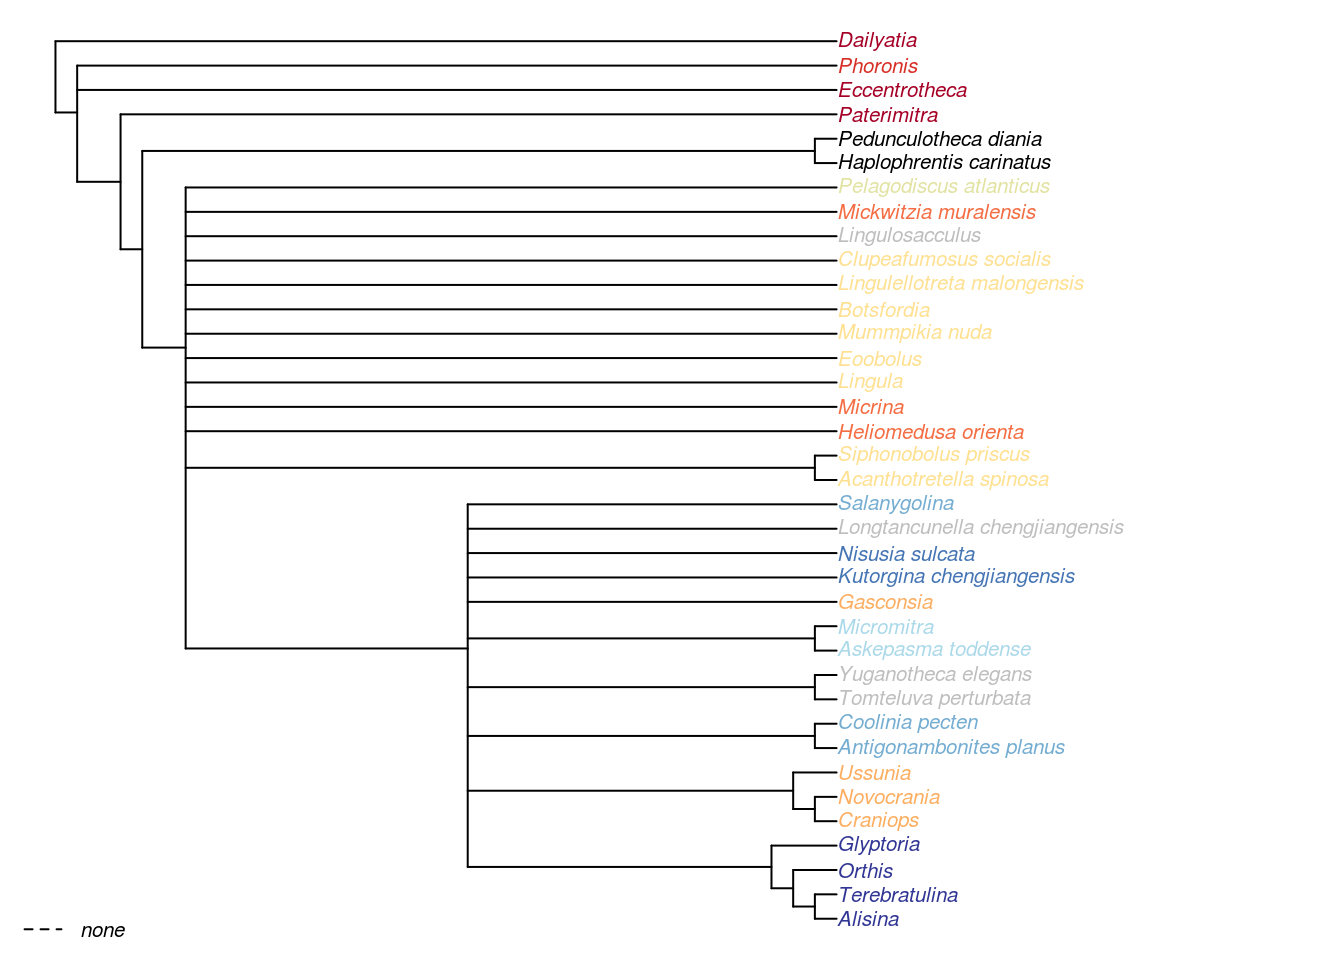 Dailyatia
Phoronis
Eccentrotheca
Paterimitra
Pedunculotheca diania
Haplophrentis carinatus
Pelagodiscus atlanticus
Mickwitzia muralensis
Lingulosacculus
Clupeafumosus socialis
Lingulellotreta malongensis
Botsfordia
Mummpikia nuda
Eoobolus
Lingula
Micrina
Heliomedusa orienta
Siphonobolus priscus
Acanthotretella spinosa
Salanygolina
Longtancunella chengjiangensis
Nisusia sulcata
Kutorgina chengjiangensis
Gasconsia
Micromitra
Askepasma toddense
Yuganotheca elegans
Tomteluva perturbata
Coolinia pecten
Antigonambonites planus
Ussunia
Novocrania
Craniops
Glyptoria
Orthis
Terebratulina
Alisina
none